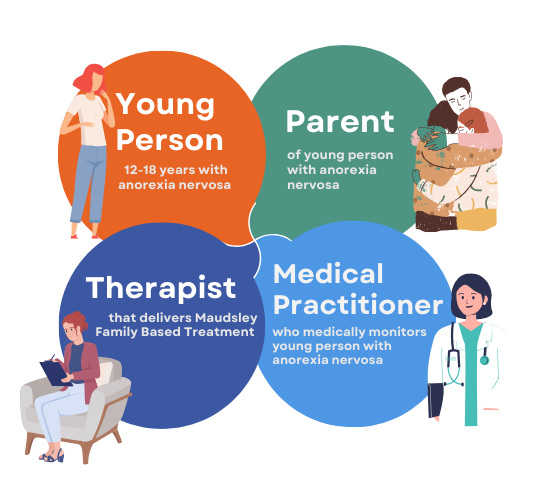 Young
Person
12-18 years with
anorexia nervosa
Parent
of young person
with anorexia
nervosa
Therapist
that delivers Maudsley
Family Based Treatment
Medical
Practitioner
who medically monitors
young person with
anorexia nervosa